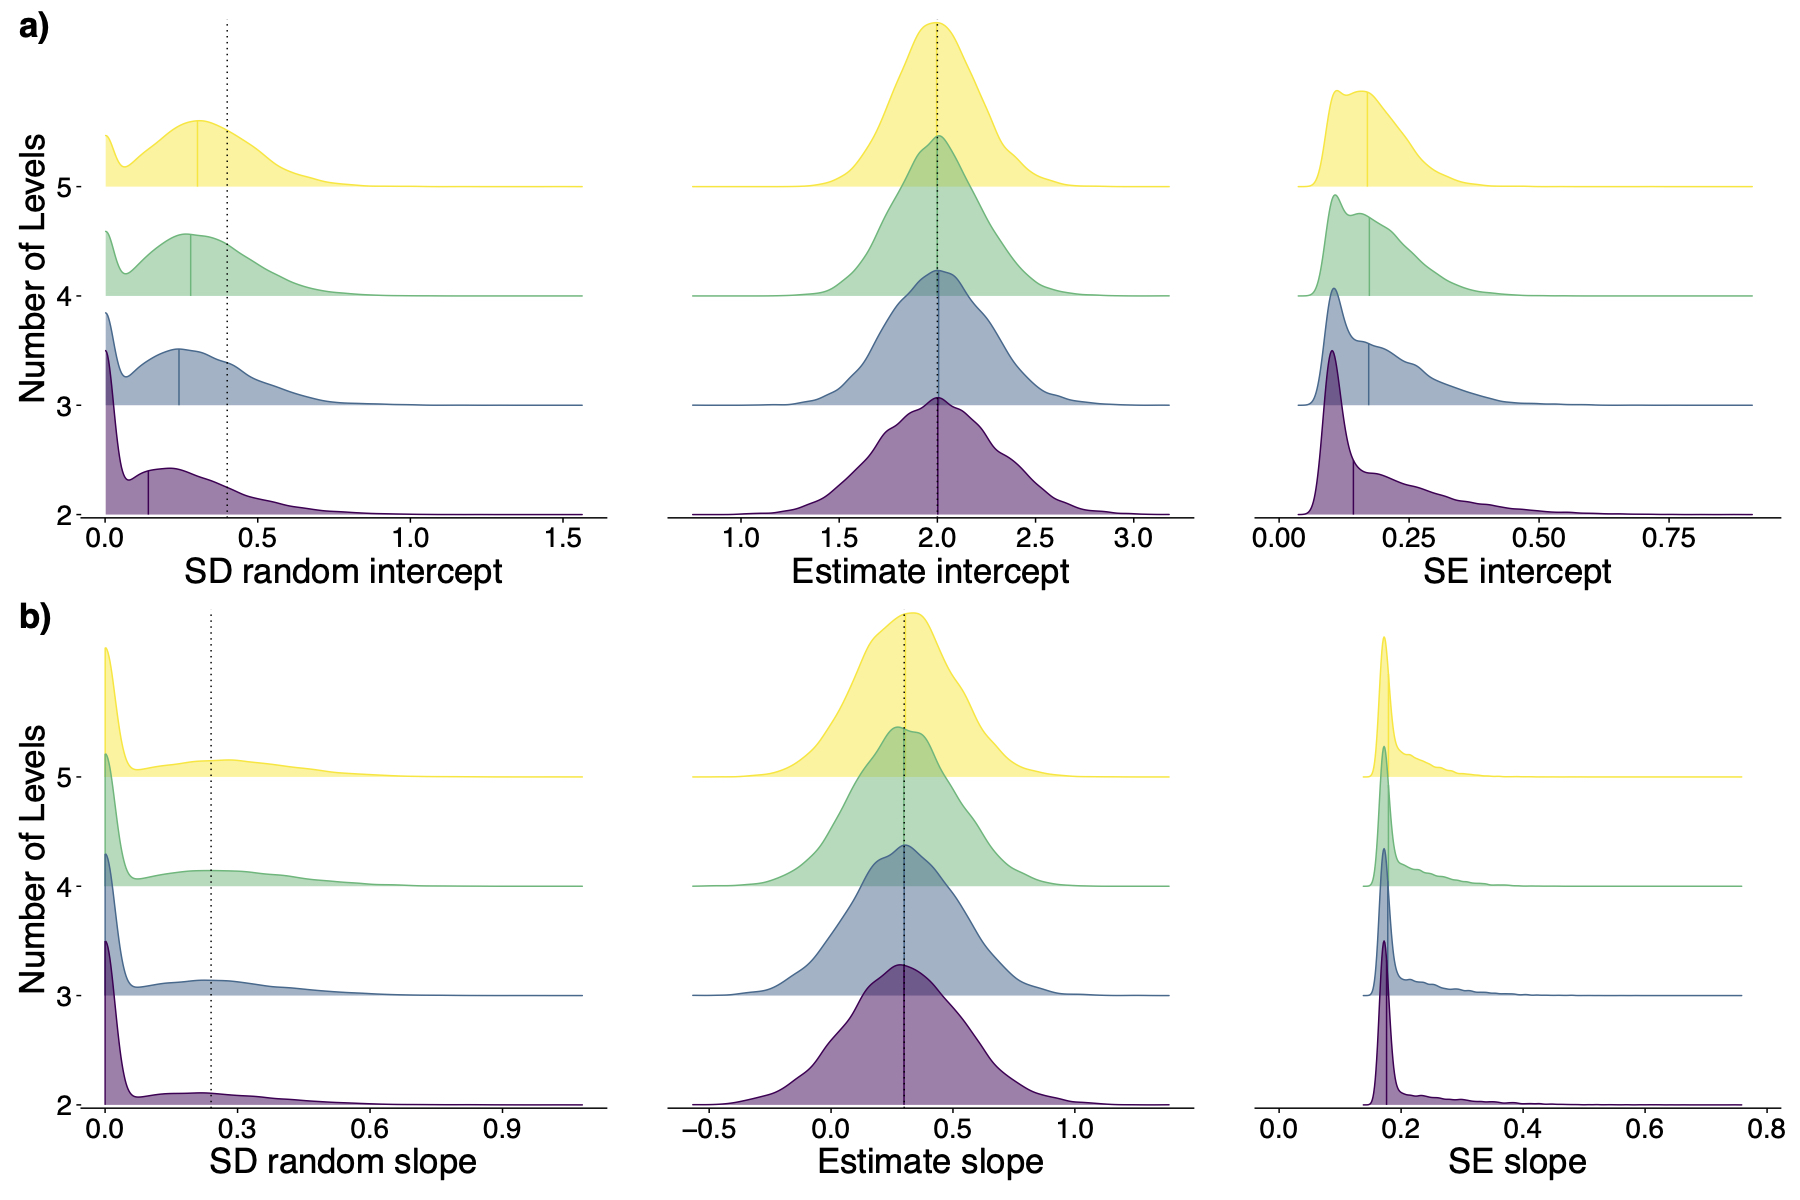 a)
Number of Levels
5
4
3
2
0.0 0.5 1.0 1.5
SD random intercept
1.0 1.5 2.0 2.5 3.0
Estimate intercept
0.00 0.25 0.50 0.75
SE intercept
b)
Number of Levels
5
4
3
2
0.0 0.3 0.6 0.9
SD random slope
−0.5 0.0 0.5 1.0
Estimate slope
0.0 0.2 0.4 0.6 0.8
SE slope